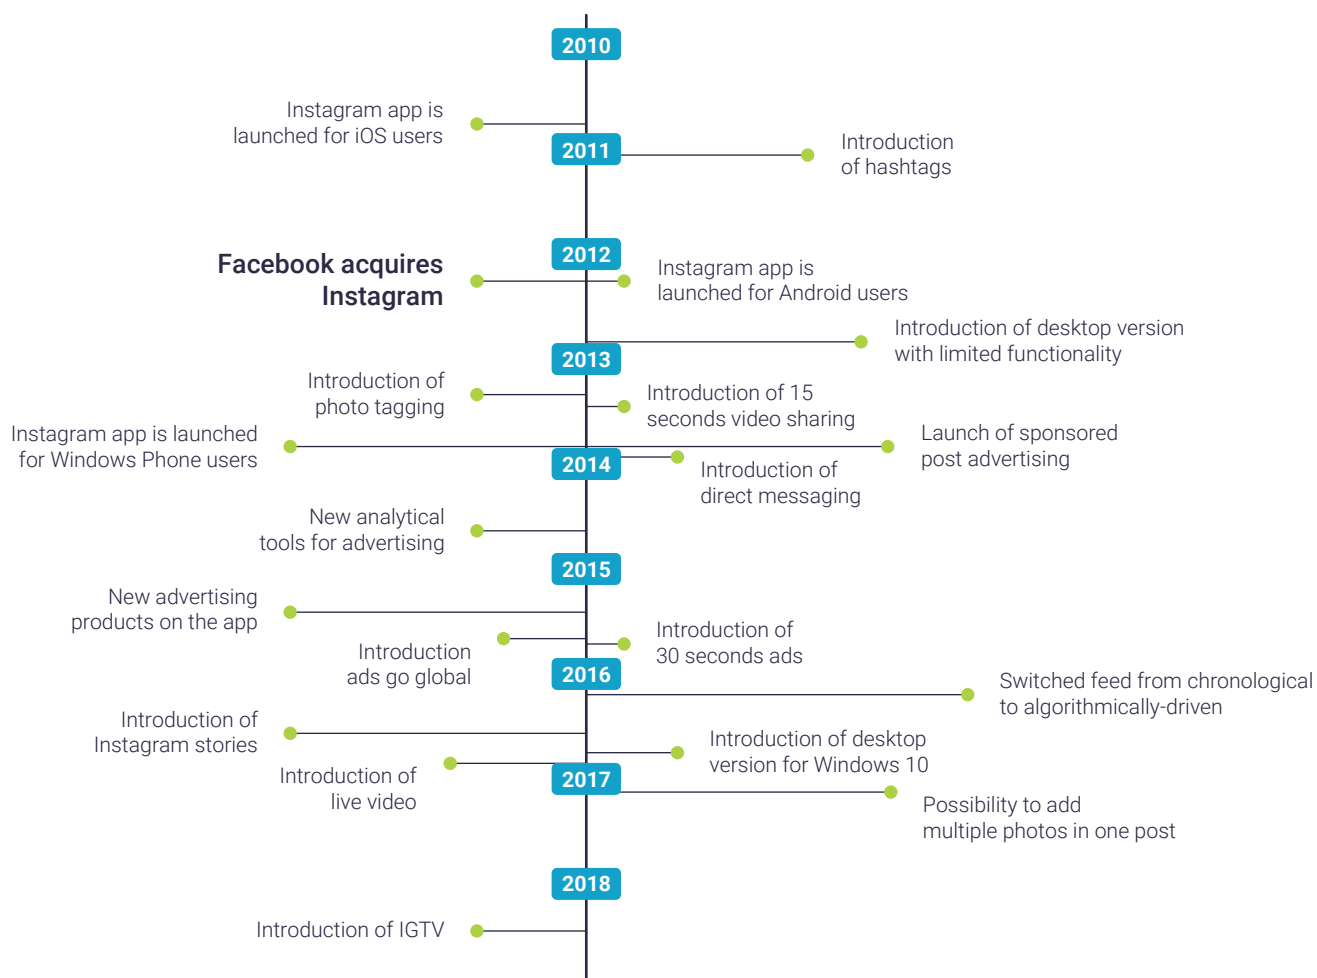 2010
Instagram app is
launched for iOS users
2011
Introduction
of hashtags
2012
Facebook acquires
Instagram
Instagram app is
launched for Android users
Introduction of desktop version
with limited functionality
2013
Introduction of
photo tagging
Introduction of 15
seconds video sharing
Instagram app is launched
for Windows Phone users
Launch of sponsored
post advertising
2014
Introduction of
direct messaging
New analytical
tools for advertising
2015
New advertising
products on the app
Introduction
ads go global
Introduction of
30 seconds ads
2016
Switched feed from chronological
to algorithmically-driven
Introduction of
Instagram stories
Introduction of desktop
version for Windows 10
Introduction of
live video
2017
Possibility to add
multiple photos in one post
2018
Introduction of IGTV